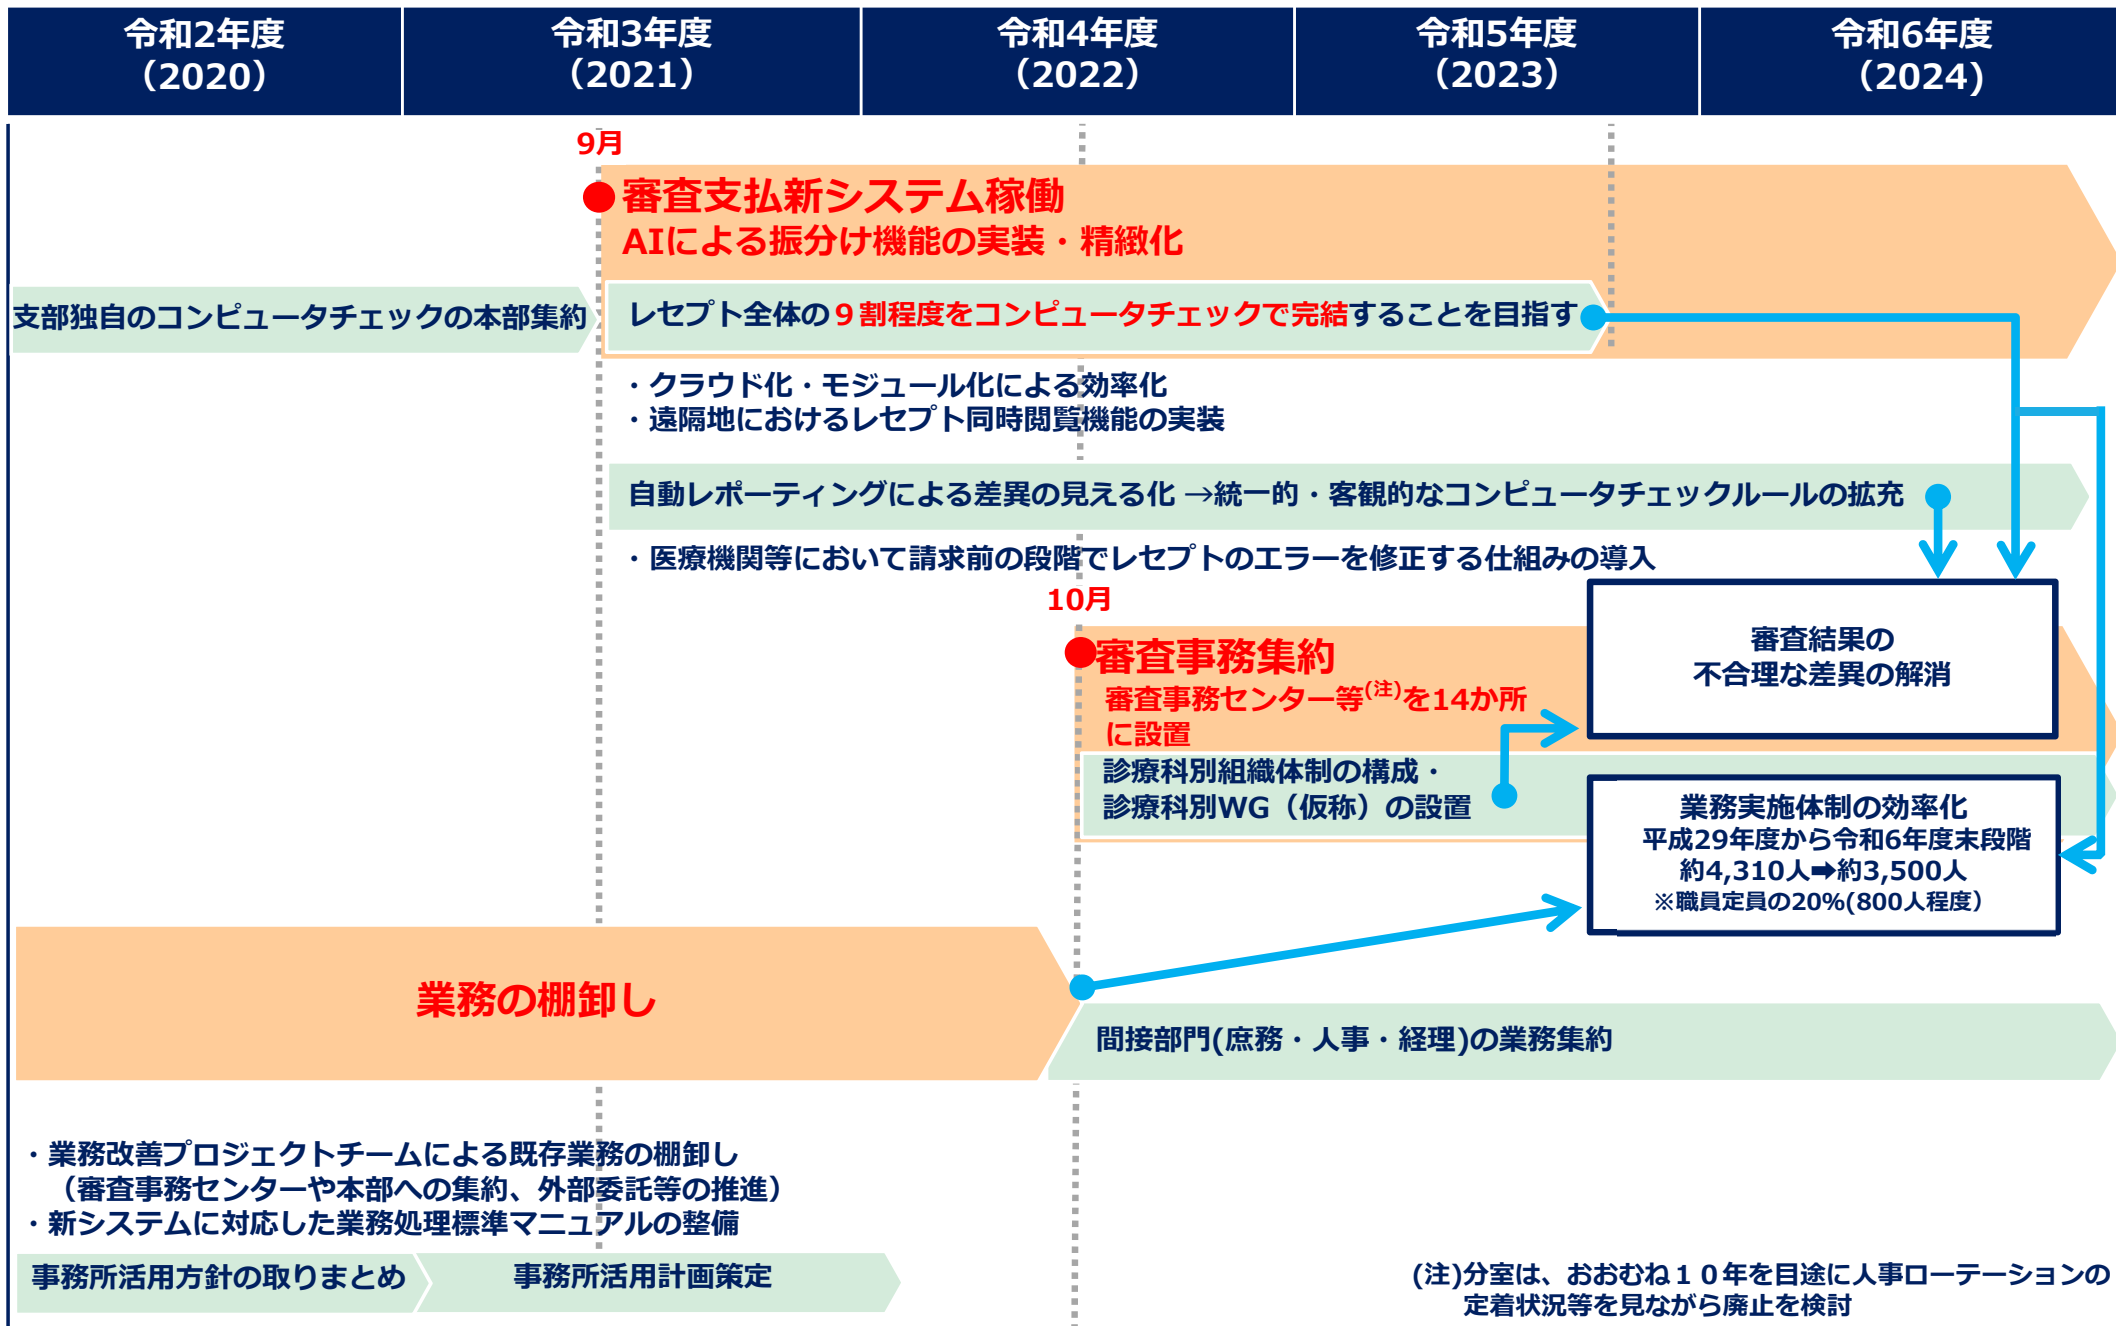 令和2年度
（2020）
令和3年度
（2021）
令和4年度
（2022）
令和5年度
（2023）
令和6年度
（2024)
9月
審査支払新システム稼働
AIによる振分け機能の実装・精緻化
支部独自のコンピュータチェックの本部集約
レセプト全体の９割程度をコンピュータチェックで完結することを目指す
・クラウド化・モジュール化による効率化
・遠隔地におけるレセプト同時閲覧機能の実装
自動レポーティングによる差異の見える化 →統一的・客観的なコンピュータチェックルールの拡充
・医療機関等において請求前の段階でレセプトのエラーを修正する仕組みの導入
10月
審査事務集約
審査事務センター等(注)を14か所
に設置
診療科別組織体制の構成・
診療科別WG（仮称）の設置
審査結果の
不合理な差異の解消
業務実施体制の効率化
平成29年度から令和6年度末段階
約4,310人➡約3,500人
※職員定員の20%(800人程度）
業務の棚卸し
間接部門(庶務・人事・経理)の業務集約
・業務改善プロジェクトチームによる既存業務の棚卸し
（審査事務センターや本部への集約、外部委託等の推進）
・新システムに対応した業務処理標準マニュアルの整備
事務所活用方針の取りまとめ
事務所活用計画策定
(注)分室は、おおむね１０年を目途に人事ローテーションの
定着状況等を見ながら廃止を検討